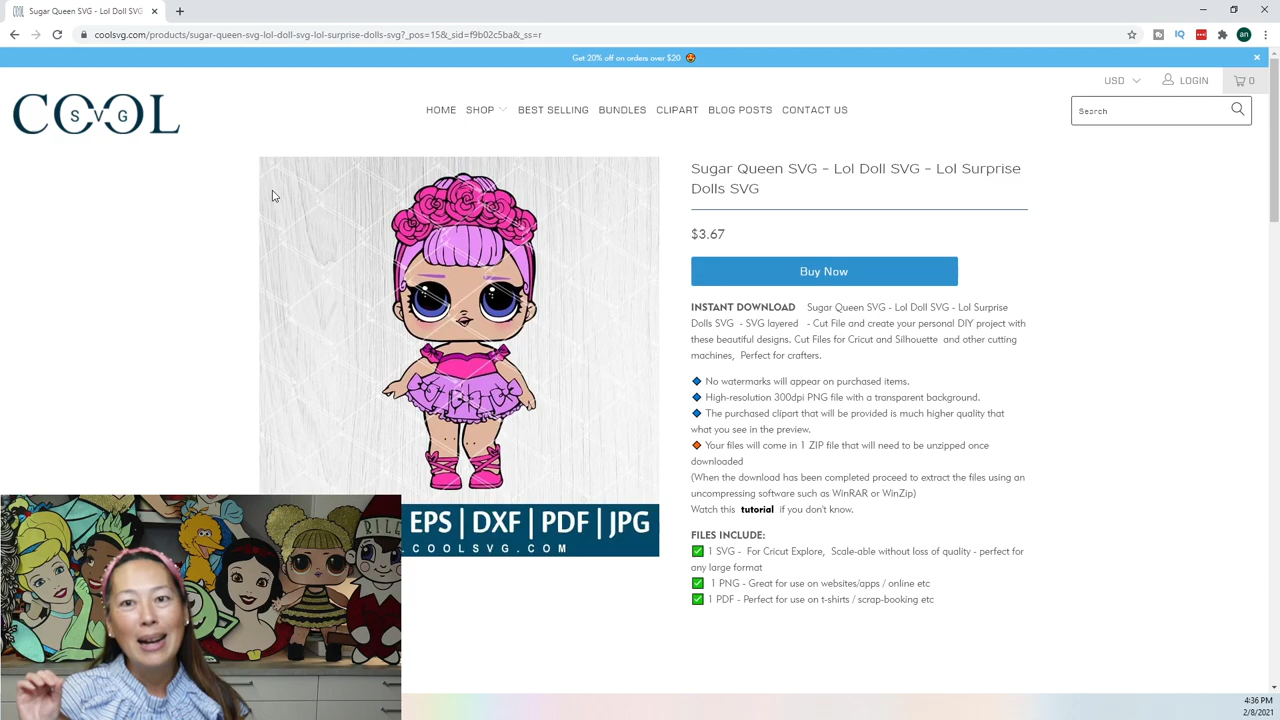 Sugar Queen SVG - Lol Doll SVG
coolsvg.com/products/sugar-queen-svg-lol-doll-svg-lol-surprise-dolls-svg?_pos=15&_sid=f9b02c5ba&_ss=r
an
Get 20% off on orders over $20
USD
LOGIN
0
COOL
SVG
HOME
SHOP
BEST SELLING
BUNDLES
CLIPART
BLOG POSTS
CONTACT US
Search
Sugar Queen SVG - Lol Doll SVG - Lol Surprise
Dolls SVG
$3.67
Buy Now
INSTANT DOWNLOAD Sugar Queen SVG - Lol Doll SVG - Lol Surprise
Dolls SVG - SVG layered - Cut File and create your personal DIY project with
these beautiful designs. Cut Files for Cricut and Silhouette and other cutting
machines, Perfect for crafters.
No watermarks will appear on purchased items.
High-resolution 300dpi PNG file with a transparent background.
The purchased clipart that will be provided is much higher quality that
what you see in the preview.
Your files will come in 1 ZIP file that will need to be unzipped once
downloaded
(When the download has been completed proceed to extract the files using an
uncompressing software such as WinRAR or WinZip)
Watch this tutorial if you don't know.
FILES INCLUDE:
1 SVG - For Cricut Explore, Scale-able without loss of quality - perfect for
any large format
1 PNG - Great for use on websites/apps / online etc
1 PDF - Perfect for use on t-shirts / scrap-booking etc
EPS | DXF | PDF | JPG
.COOLSVG.COM
4:36 PM
2/8/2021